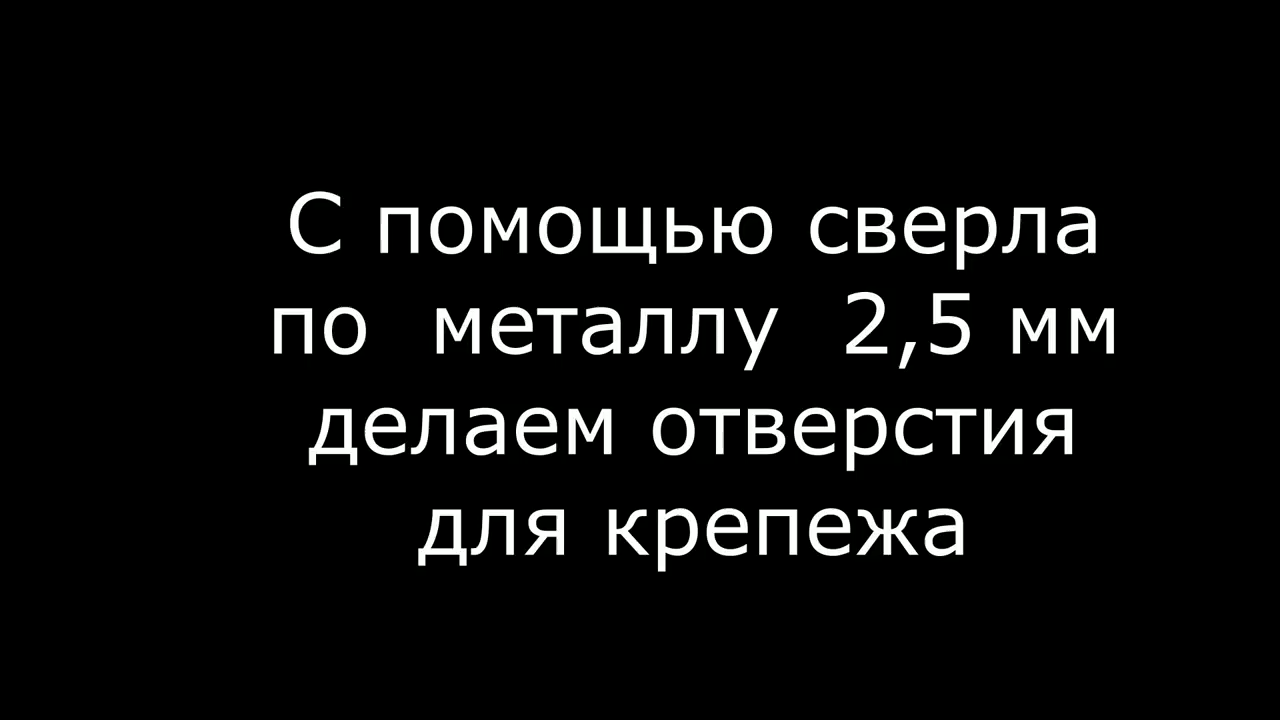 С помощью сверла
по металлу 2,5 мм
делаем отверстия
для крепежа